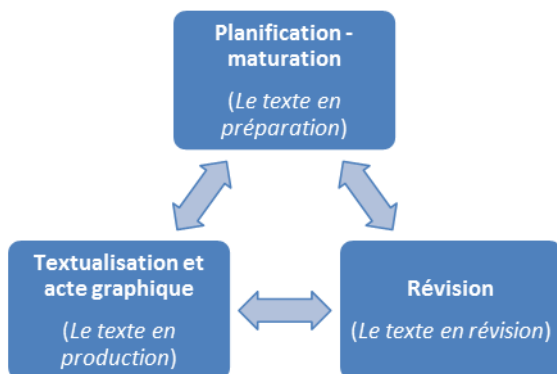 Planification -
maturation
(Le texte en
préparation)
Textualisation et
acte graphique
(Le texte en
production)
Révision
(Le texte en révision)